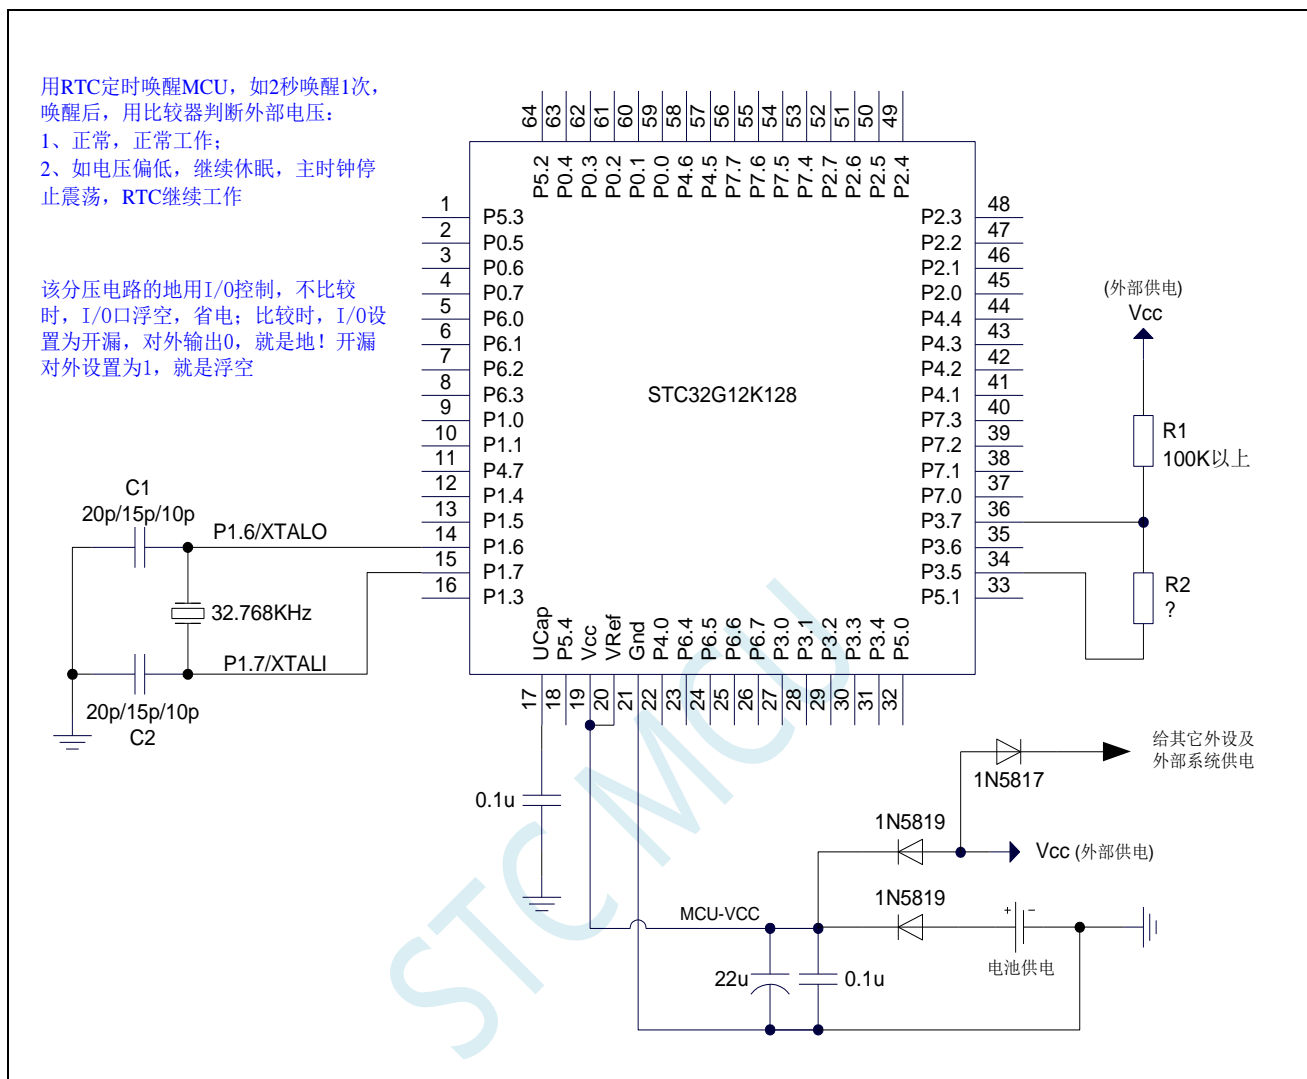 用RTC定时唤醒MCU，如2秒唤醒1次，
唤醒后，用比较器判断外部电压：
1、正常，正常工作；
2、如电压偏低，继续休眠，主时钟停
止震荡，RTC继续工作
该分压电路的地用I/O控制，不比较
时，I/O口浮空，省电；比较时，I/O设
置为开漏，对外输出0，就是地！开漏
对外设置为1，就是浮空
64
63
62
61
60
59
58
57
56
55
54
53
52
51
50
49
P5.2
P0.4
P0.3
P0.2
P0.1
P0.0
P4.6
P4.5
P7.7
P7.6
P7.5
P7.4
P2.7
P2.6
P2.5
P2.4
1 P5.3
2 P0.5
3 P0.6
4 P0.7
5 P6.0
6 P6.1
7 P6.2
8 P6.3
9 P1.0
10 P1.1
11 P4.7
12 P1.4
13 P1.5
14 P1.6
15 P1.7
16 P1.3
STC32G12K128
P2.3 48
P2.2 47
P2.1 46
P2.0 45
P4.4 44
P4.3 43
P4.2 42
P4.1 41
P7.3 40
P7.2 39
P7.1 38
P7.0 37
P3.7 36
P3.6 35
P3.5 34
P5.1 33
UCap
P5.4
Vcc
VRef
Gnd
P4.0
P6.4
P6.5
P6.6
P6.7
P3.0
P3.1
P3.2
P3.3
P3.4
P5.0
17
18
19
20
21
22
23
24
25
26
27
28
29
30
31
32
C1
20p/15p/10p
P1.6/XTALO
32.768KHz
P1.7/XTALI
20p/15p/10p
C2
(外部供电)
Vcc
R1
100K以上
R2
?
0.1u
给其它外设及
外部系统供电
1N5817
1N5819
Vcc (外部供电)
1N5819
MCU-VCC
+ −
电池供电
22u
0.1u
STC MCU